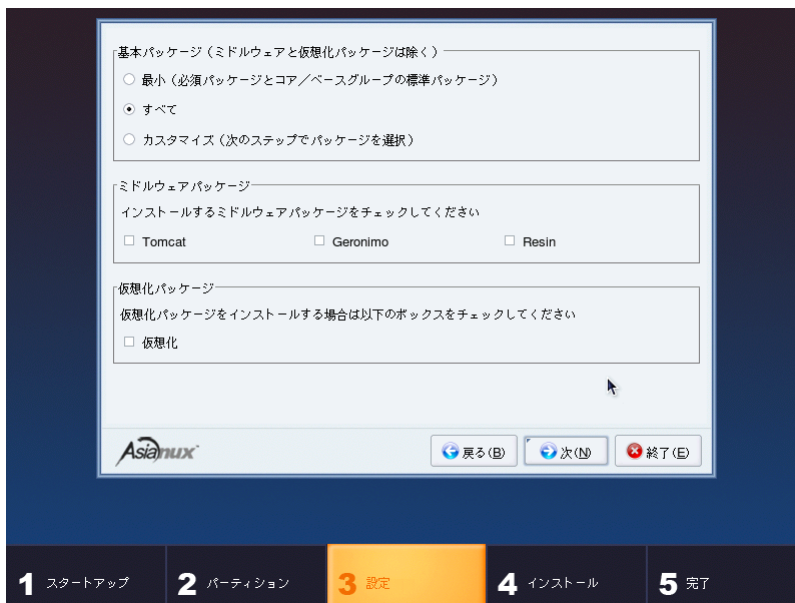 基本パッケージ（ミドルウェアと仮想化パッケージは除く）
最小（必須パッケージとコア／ベースグループの標準パッケージ）
すべて
カスタマイズ（次のステップでパッケージを選択）
ミドルウェアパッケージ
インストールするミドルウェアパッケージをチェックしてください
Tomcat Geronimo Resin
仮想化パッケージ
仮想化パッケージをインストールする場合は以下のボックスをチェックしてください
仮想化
Asianux 戻る(B) 次(N) 終了(E)
1 スタートアップ 2 パーティション 3 設定 4 インストール 5 完了